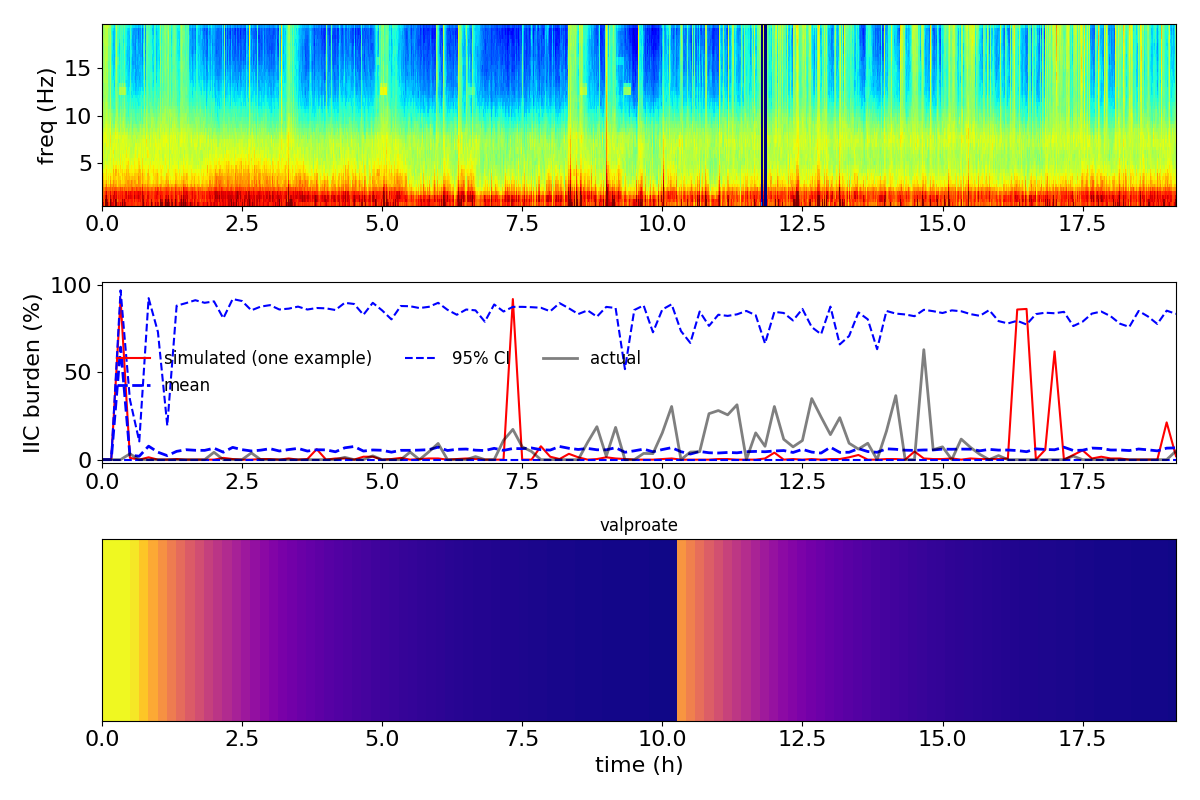 15
10
5
freq (Hz)
0.0 2.5 5.0 7.5 10.0 12.5 15.0 17.5
100
50
0
IIC burden (%)
simulated (one example) 95% CI actual
mean
0.0 2.5 5.0 7.5 10.0 12.5 15.0 17.5
valproate
0.0 2.5 5.0 7.5 10.0 12.5 15.0 17.5
time (h)